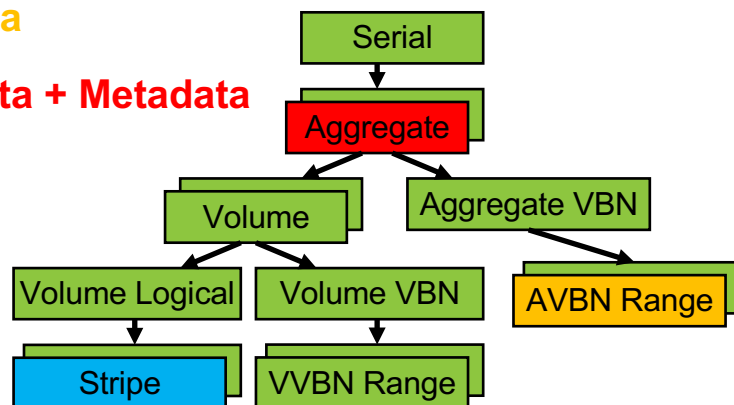 a
Serial
ta + Metadata
Aggregate
Volume
Aggregate VBN
Volume Logical
Volume VBN
AVBN Range
Stripe
VVBN Range